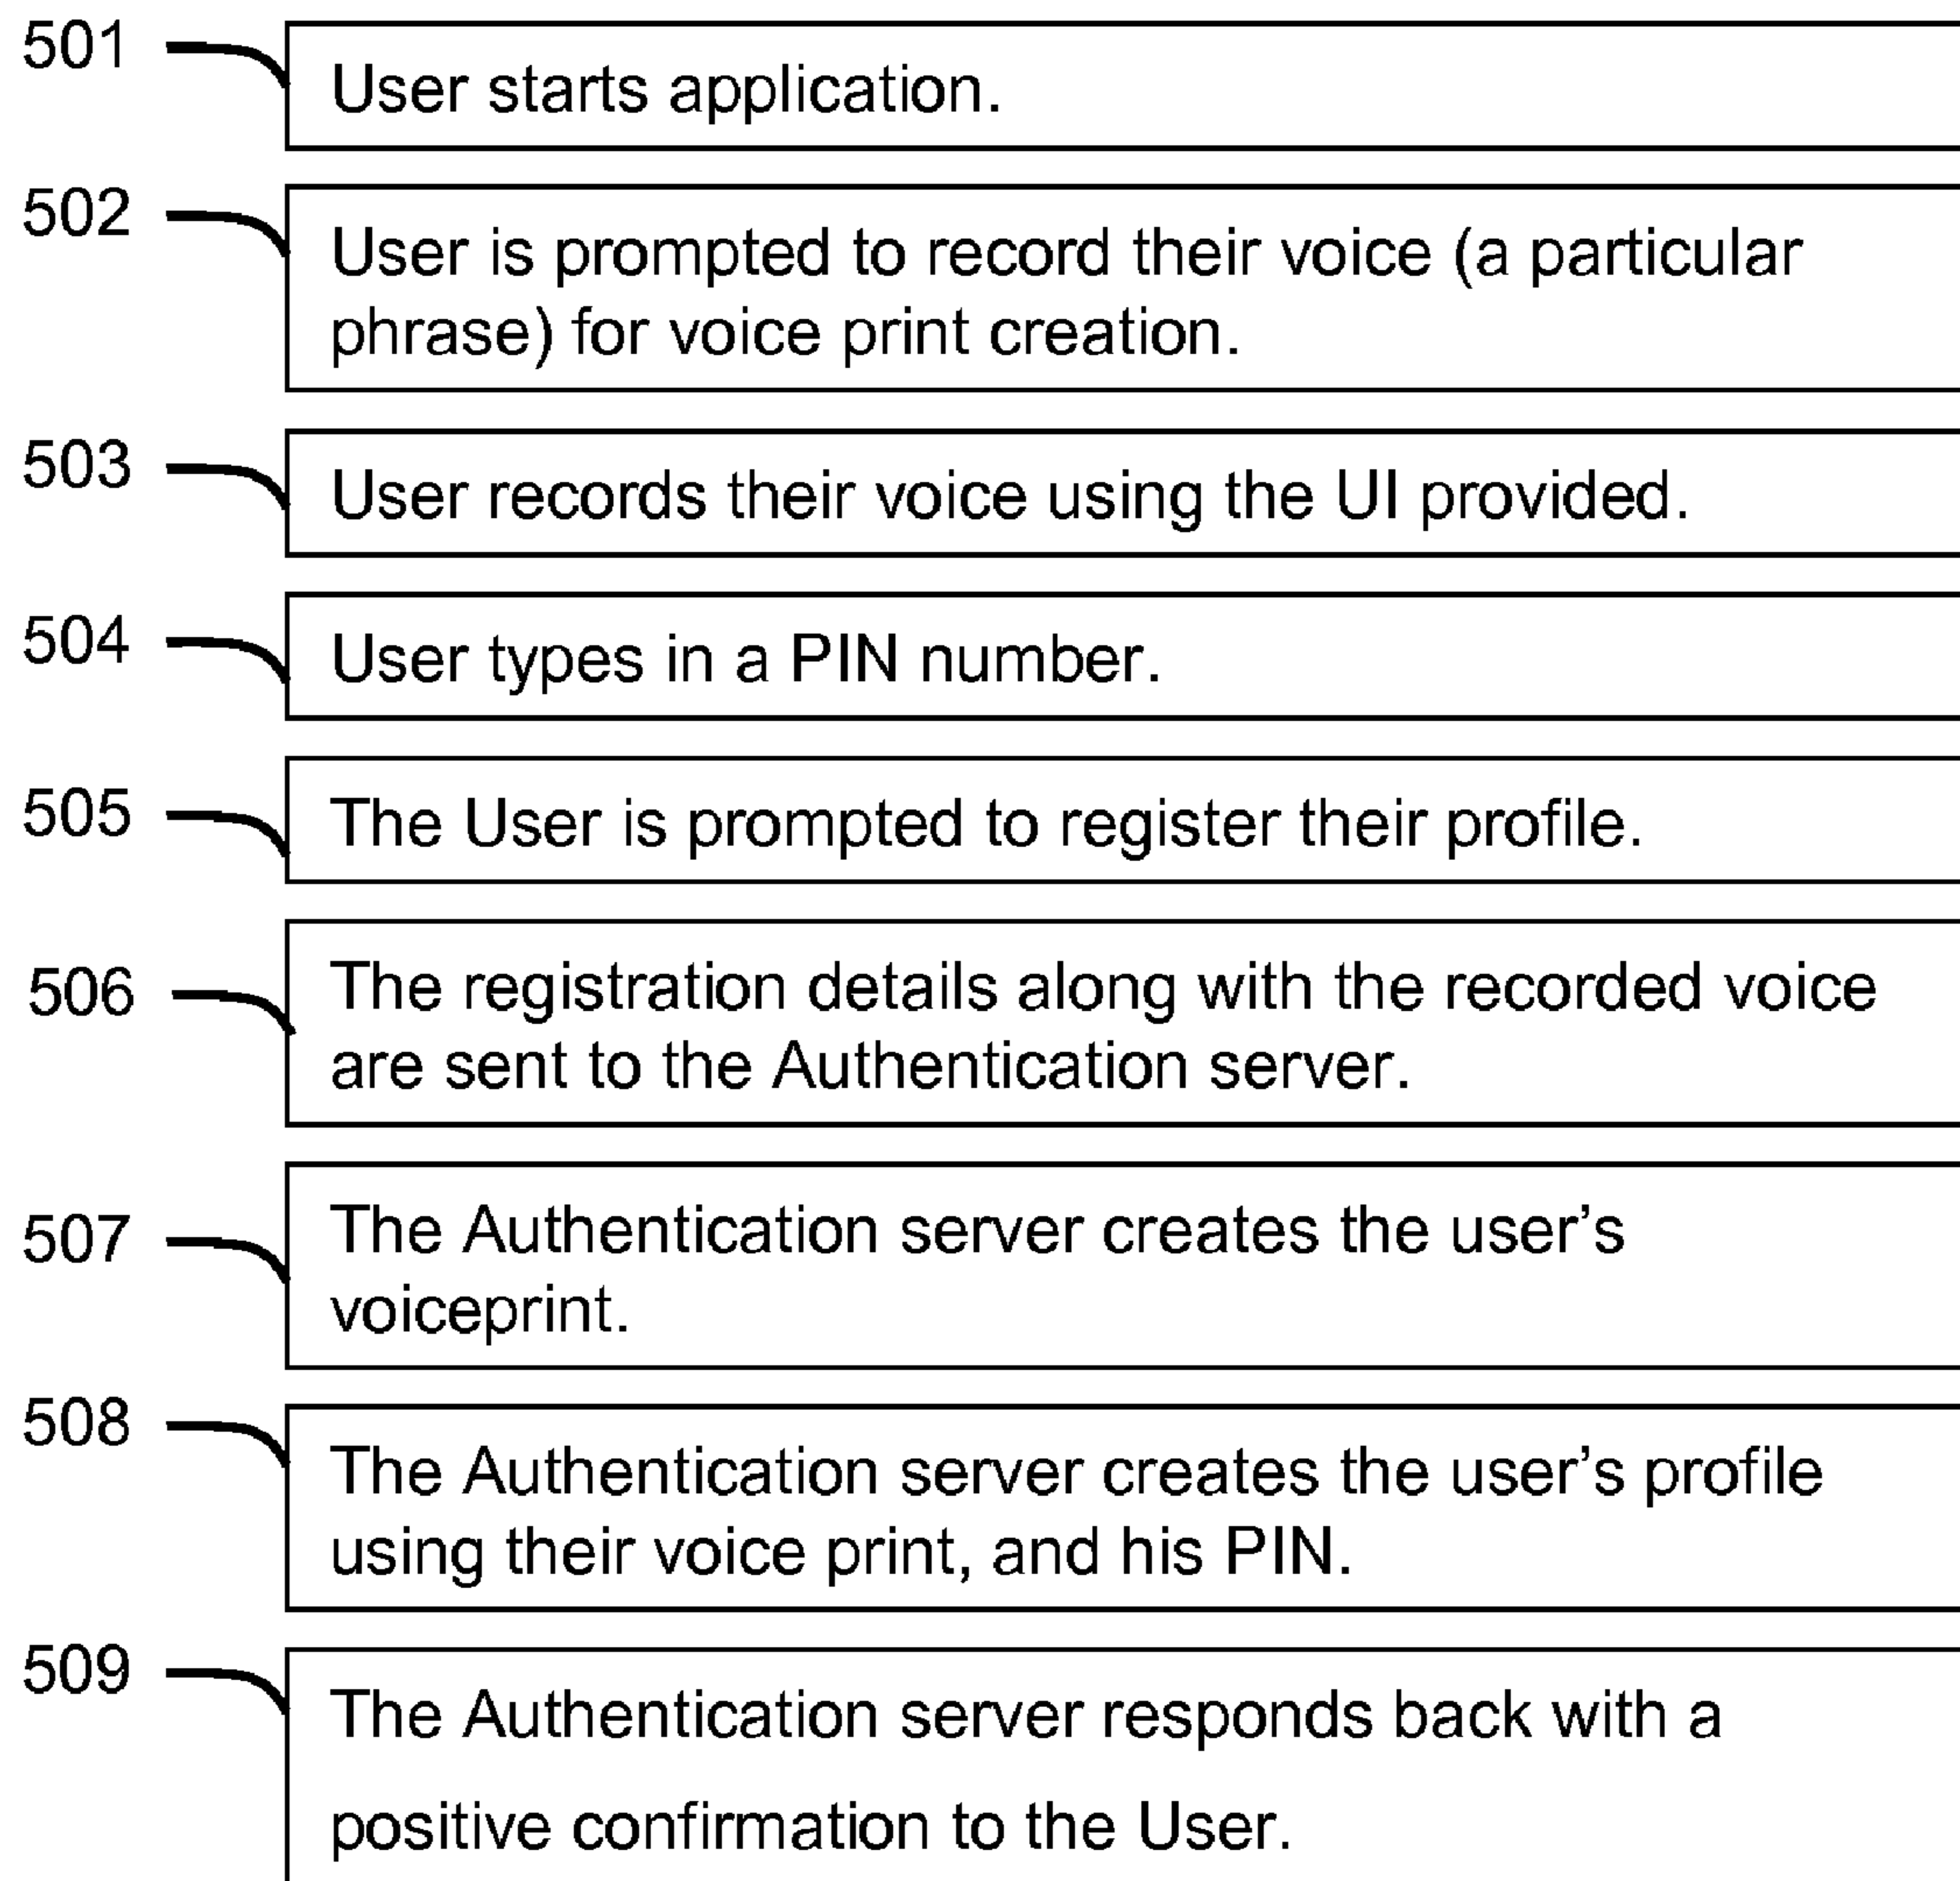 501
User starts application.
502
User is prompted to record their voice (a particular
phrase) for voice print creation.
503
User records their voice using the UI provided.
504
User types in a PIN number.
505
The User is prompted to register their profile.
506
The registration details along with the recorded voice
are sent to the Authentication server.
507
The Authentication server creates the user’s
voiceprint.
508
The Authentication server creates the user’s profile
using their voice print, and his PIN.
509
The Authentication server responds back with a
positive confirmation to the User.